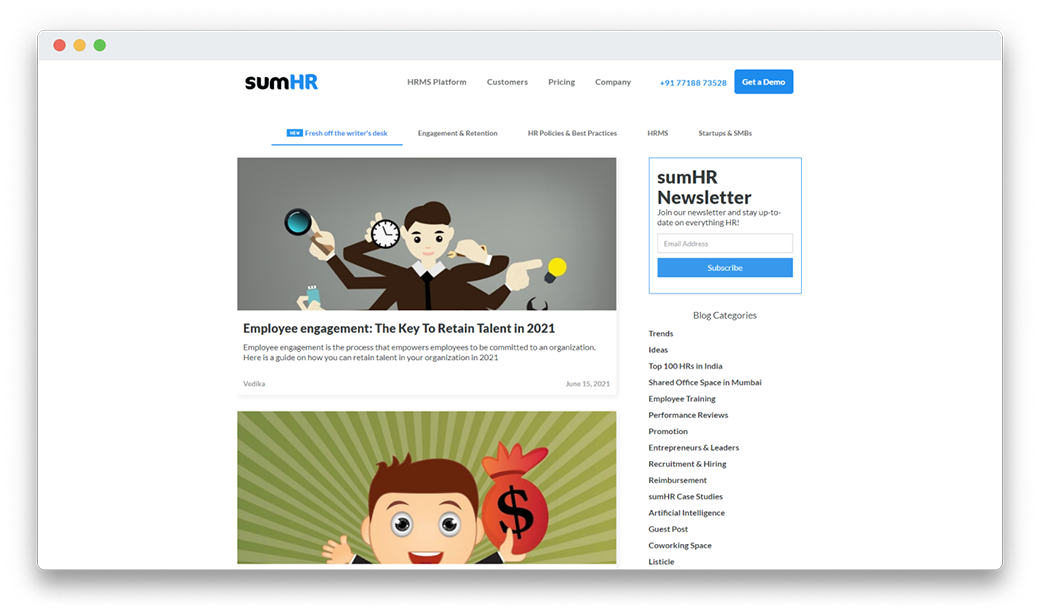 sumHR
HRMS Platform
Customers
Pricing
Company
+91 77188 73528
Get a Demo
NEW Fresh off the writer's desk
Engagement & Retention
HR Policies & Best Practices
HRMS
Startups & SMBs
Employee engagement: The Key To Retain Talent in 2021
Employee engagement is the process that empowers employees to be committed to an organization.
Here is a guide on how you can retain talent in your organization in 2021
Vedika
June 15, 2021
$
sumHR
Newsletter
Join our newsletter and stay up-to-
date on everything HR!
Email Address
Subscribe
Blog Categories
Trends
Ideas
Top 100 HRs in India
Shared Office Space in Mumbai
Employee Training
Performance Reviews
Promotion
Entrepreneurs & Leaders
Recruitment & Hiring
Reimbursement
sumHR Case Studies
Artificial Intelligence
Guest Post
Coworking Space
Listicle